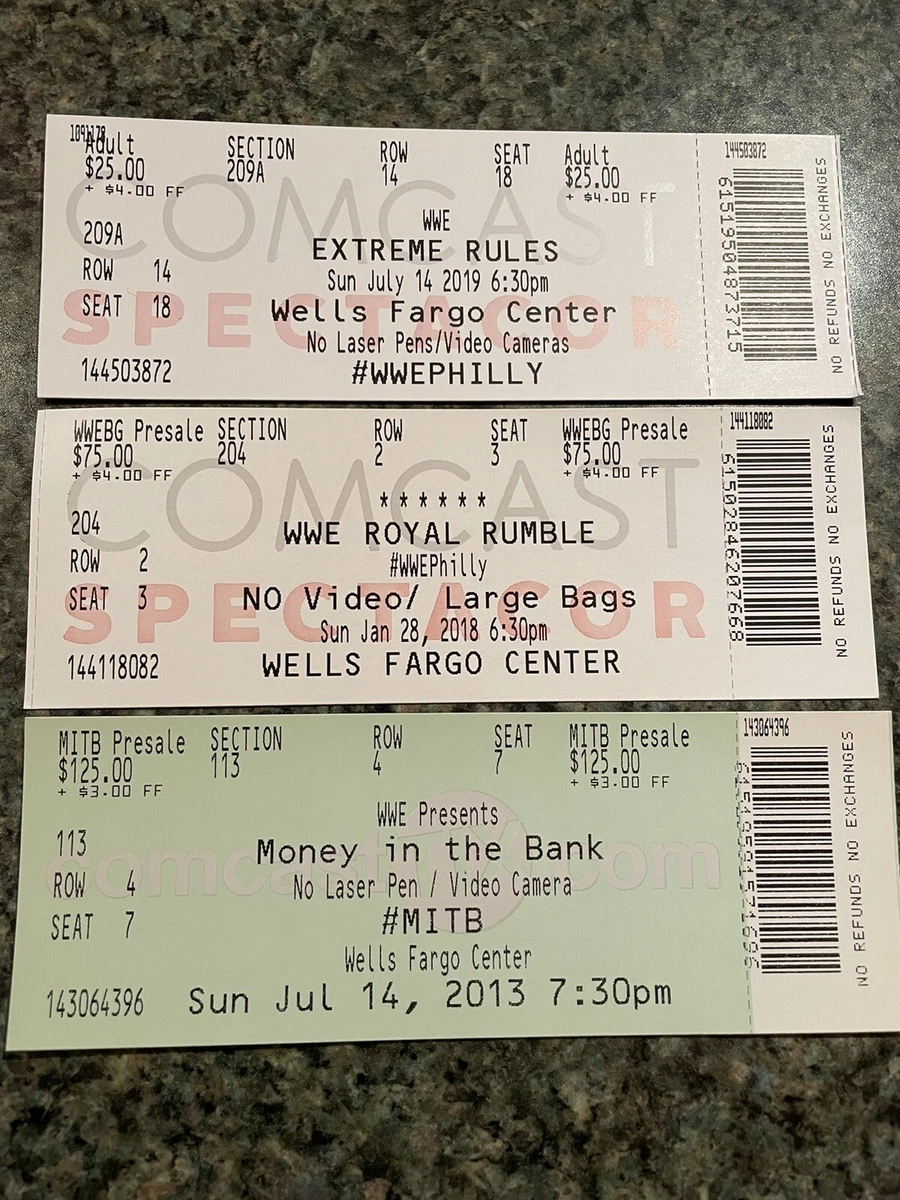 1091178
Adult SECTION ROW SEAT Adult
$25.00 209A 14 18 $25.00
+ $4.00 FF + $4.00 FF
COMCAST
WWE
209A EXTREME RULES
ROW 14 Sun July 14 2019 6:30pm
SPECTACOR
SEAT 18 Wells Fargo Center
No Laser Pens/Video Cameras
144503872 #WWEPHILLY
144503872
61519504873715
NO REFUNDS NO EXCHANGES
WWEBG Presale SECTION ROW SEAT WWEBG Presale
$75.00 204 2 3 $75.00
+ $4.00 FF + $4.00 FF
COMCAST
* * * * * *
204 WWE ROYAL RUMBLE
ROW 2 #WWEPhilly
SPECTACOR
SEAT 3 NO Video/ Large Bags
Sun Jan 28, 2018 6:30pm
144118082 WELLS FARGO CENTER
144118082
61502846207668
NO REFUNDS NO EXCHANGES
MITB Presale SECTION ROW SEAT MITB Presale
$125.00 113 4 7 $125.00
+ $3.00 FF + $3.00 FF
WWE Presents
113 Money in the Bank
comcastTIX.com
ROW 4 No Laser Pen / Video Camera
SEAT 7 #MITB
Wells Fargo Center
143064396 Sun Jul 14, 2013 7:30pm
143064396
NO REFUNDS NO EXCHANGES